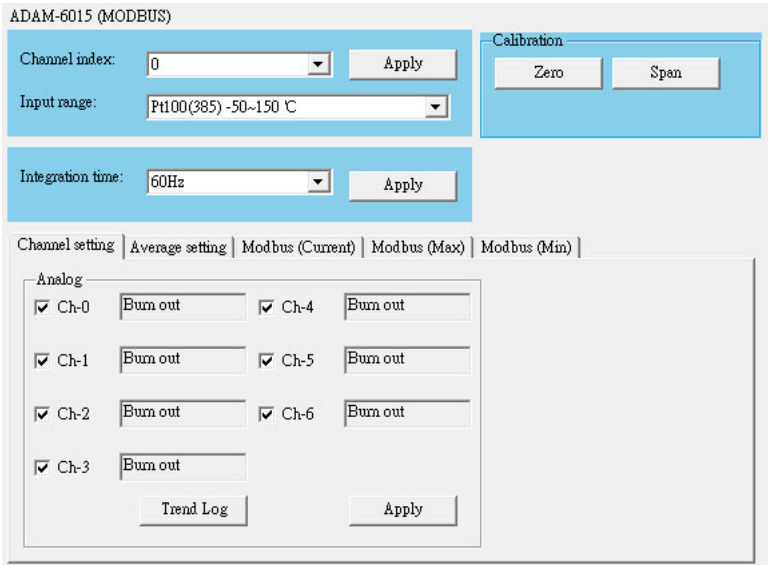 ADAM-6015 (MODBUS)
Channel index: 0 Apply
Input range: Pt100(385) -50~150 ℃
Calibration
Zero Span
Integration time: 60Hz Apply
Channel setting Average setting Modbus (Current) Modbus (Max) Modbus (Min)
Analog
Ch-0 Burn out Ch-4 Burn out
Ch-1 Burn out Ch-5 Burn out
Ch-2 Burn out Ch-6 Burn out
Ch-3 Burn out
Trend Log Apply